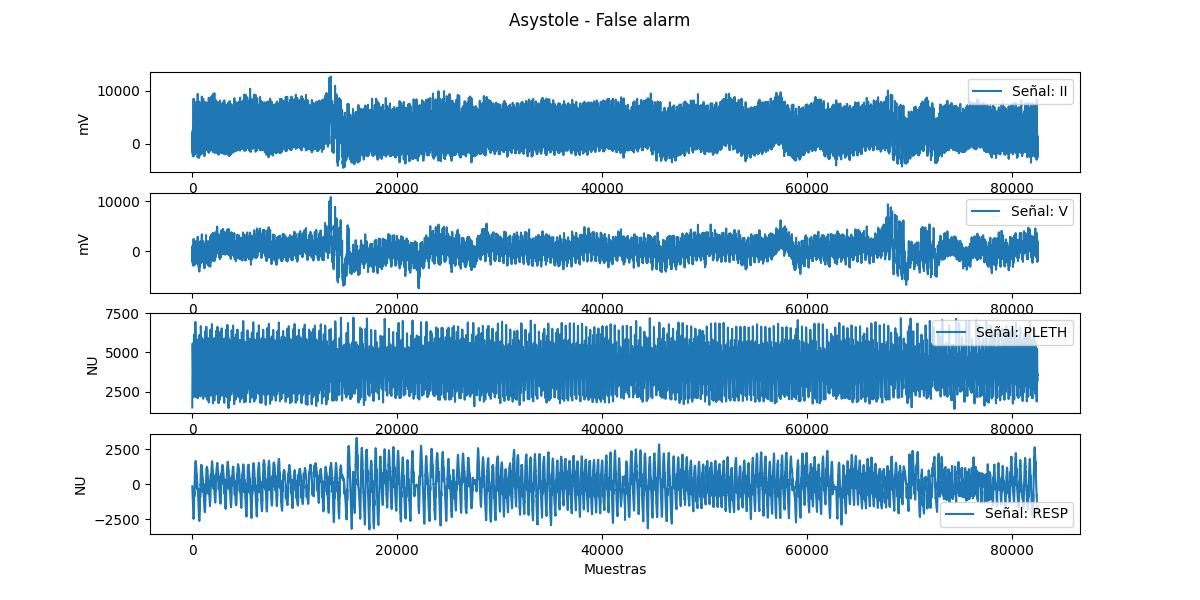 Asystole - False alarm
10000
0
mV
Señal: II
0 20000 40000 60000 80000
10000
0
mV
Señal: V
0 20000 40000 60000 80000
7500
5000
2500
NU
Señal: PLETH
0 20000 40000 60000 80000
2500
0
−2500
NU
Señal: RESP
0 20000 40000 60000 80000
Muestras